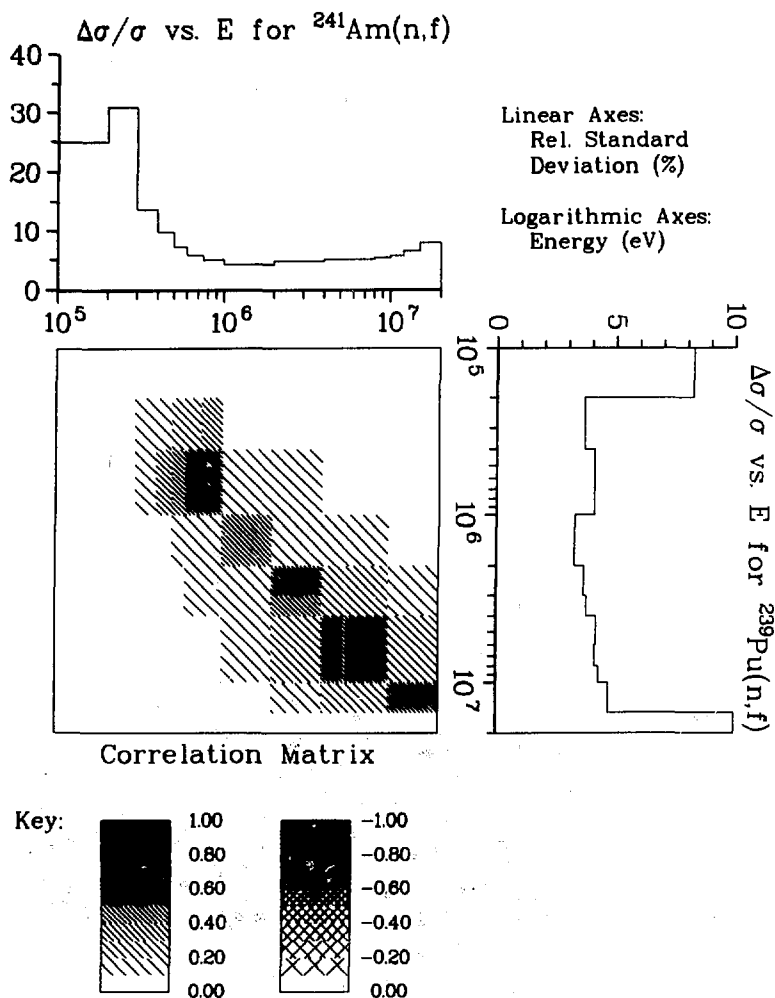 Δσ/σ vs. E for ²⁴¹Am(n,f)
40
30
20
10
0
10⁵
10⁶
10⁷
Linear Axes:
Rel. Standard
Deviation (%)
Logarithmic Axes:
Energy (eV)
0
5
10
10⁵
10⁶
10⁷
Δσ/σ vs. E for ²³⁹Pu(n,f)
Correlation Matrix
Key:
1.00
0.80
0.60
0.40
0.20
0.00
-1.00
-0.80
-0.60
-0.40
-0.20
0.00